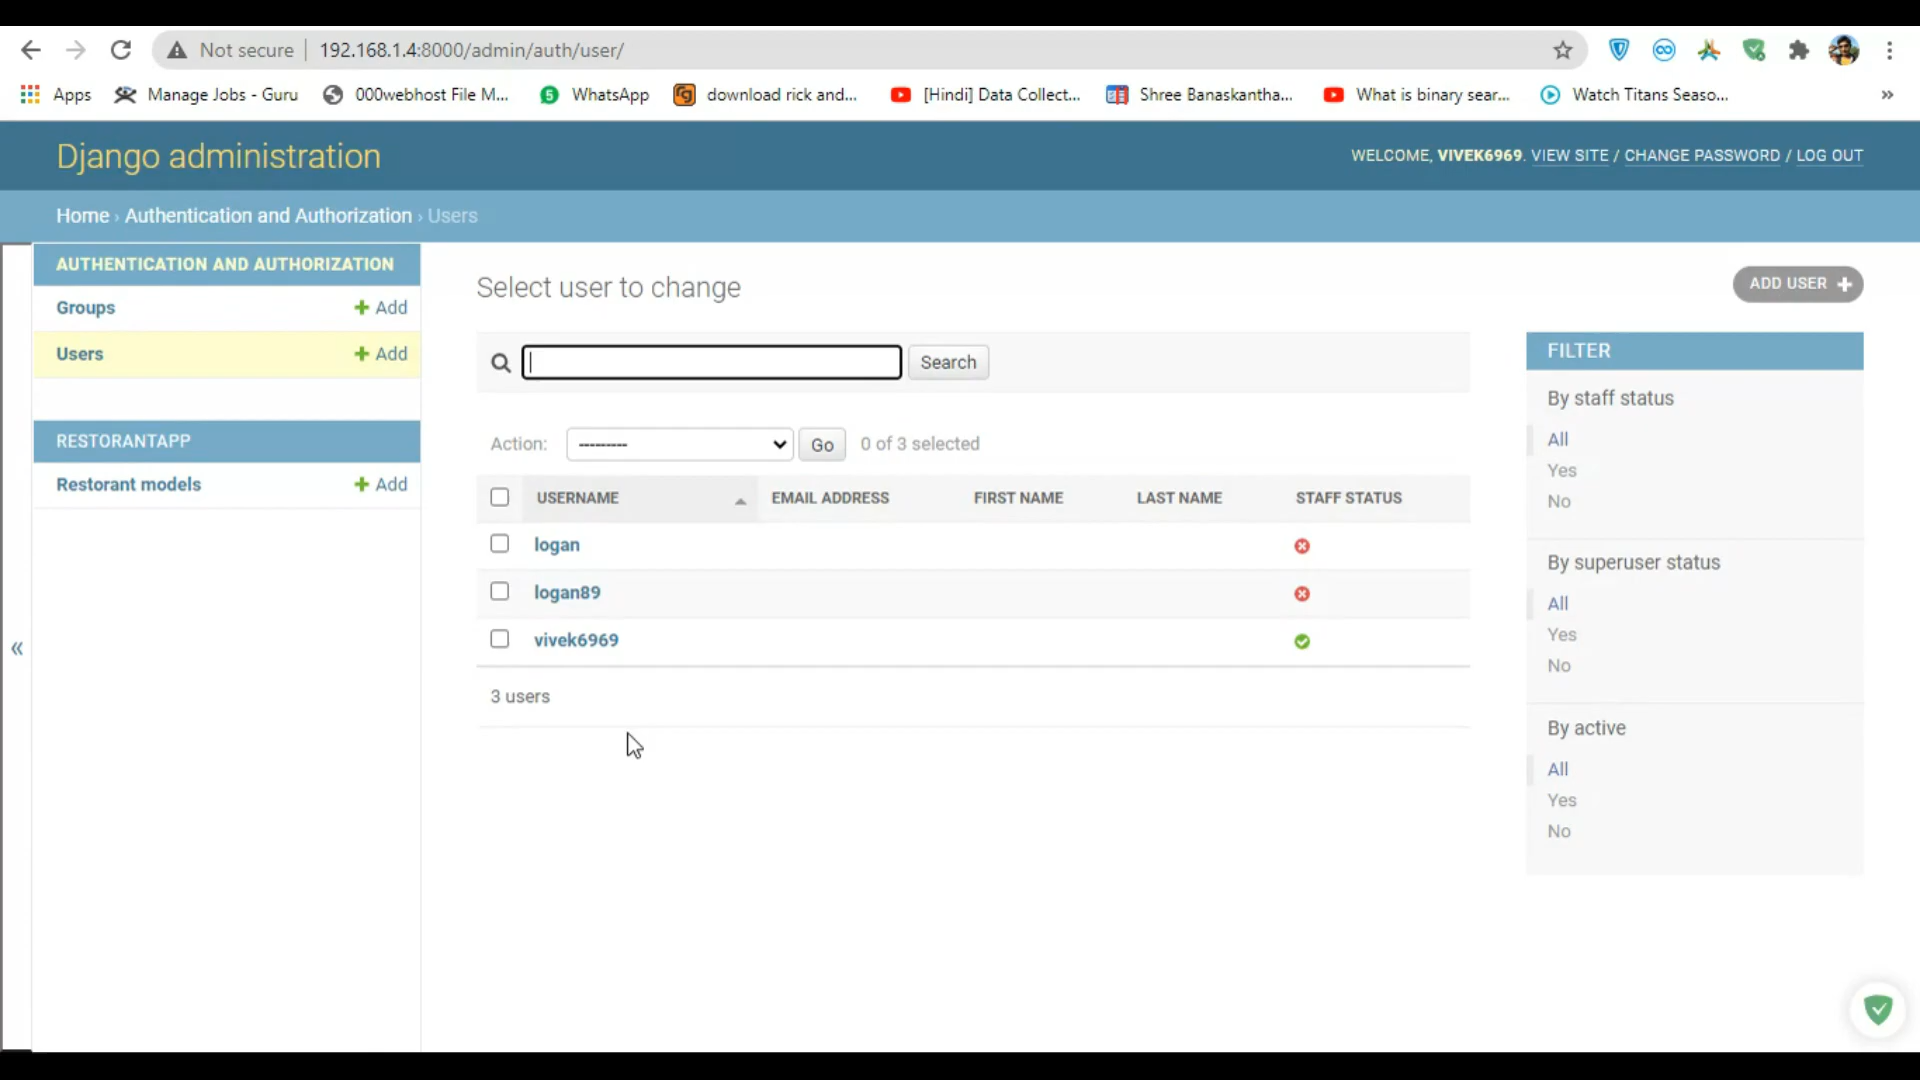 Not secure 192.168.1.4:8000/admin/auth/user/
Apps Manage Jobs - Guru 000webhost File M... 5 WhatsApp download rick and... [Hindi] Data Collect... Shree Banaskantha... What is binary sear... Watch Titans Seaso... »
Django administration
WELCOME, VIVEK6969. VIEW SITE / CHANGE PASSWORD / LOG OUT
Home › Authentication and Authorization › Users
AUTHENTICATION AND AUTHORIZATION
Groups + Add
Users + Add
RESTORANTAPP
Restorant models + Add
«
Select user to change
ADD USER +
Search
Action: --------- Go 0 of 3 selected
USERNAME EMAIL ADDRESS FIRST NAME LAST NAME STAFF STATUS
logan
logan89
vivek6969
3 users
FILTER
By staff status
All
Yes
No
By superuser status
All
Yes
No
By active
All
Yes
No